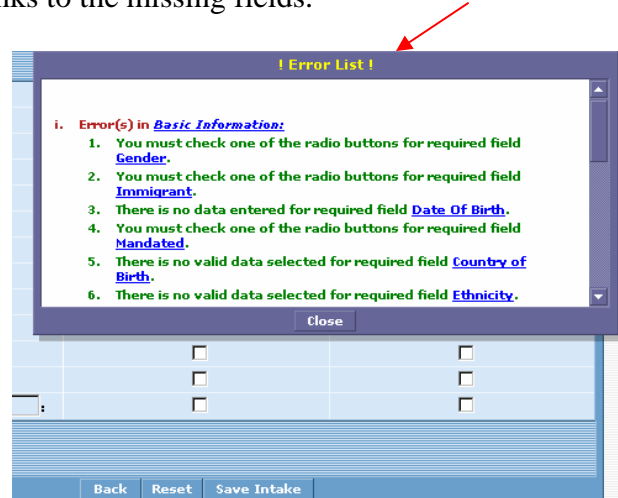 to the missing fields.
! Error List !
i. Error(s) in Basic Information:
1. You must check one of the radio buttons for required field
Gender.
2. You must check one of the radio buttons for required field
Immigrant.
3. There is no data entered for required field Date Of Birth.
4. You must check one of the radio buttons for required field
Mandated.
5. There is no valid data selected for required field Country of
Birth.
6. There is no valid data selected for required field Ethnicity.
Close
:
Back Reset Save Intake